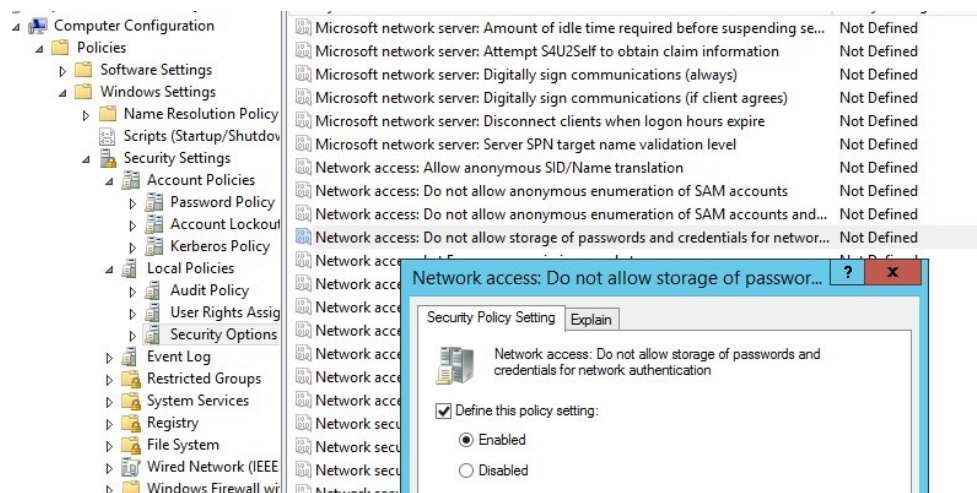 Computer Configuration
Policies
Software Settings
Windows Settings
Name Resolution Policy
Scripts (Startup/Shutdov
Security Settings
Account Policies
Password Policy
Account Lockout
Kerberos Policy
Local Policies
Audit Policy
User Rights Assig
Security Options
Event Log
Restricted Groups
System Services
Registry
File System
Wired Network (IEEE
Windows Firewall wit
Microsoft network server: Amount of idle time required before suspending se... Not Defined
Microsoft network server: Attempt S4U2Self to obtain claim information Not Defined
Microsoft network server: Digitally sign communications (always) Not Defined
Microsoft network server: Digitally sign communications (if client agrees) Not Defined
Microsoft network server: Disconnect clients when logon hours expire Not Defined
Microsoft network server: Server SPN target name validation level Not Defined
Network access: Allow anonymous SID/Name translation Not Defined
Network access: Do not allow anonymous enumeration of SAM accounts Not Defined
Network access: Do not allow anonymous enumeration of SAM accounts and... Not Defined
Network access: Do not allow storage of passwords and credentials for networ... Not Defined
Network acce
Network acce
Network acce
Network acce
Network acce
Network acce
Network acce
Network secu
Network secu
Network secu
Network access: Do not allow storage of passwor... ? x
Security Policy Setting Explain
Network access: Do not allow storage of passwords and
credentials for network authentication
Define this policy setting:
Enabled
Disabled